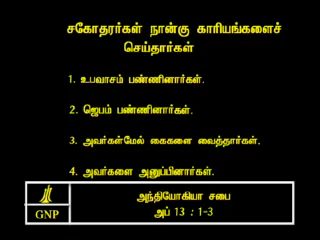 சகோதரர்கள் நான்கு காரியங்களைச்
செய்தார்கள்
1. உபவாசம் பண்ணினார்கள்.
2. ஜெபம் பண்ணினார்கள்.
3. அவர்கள்மேல் கைகளை வைத்தார்கள்.
4. அவர்களை அனுப்பினார்கள்.
அந்தியோகியா சபை
GNP
அப் 13 : 1-3